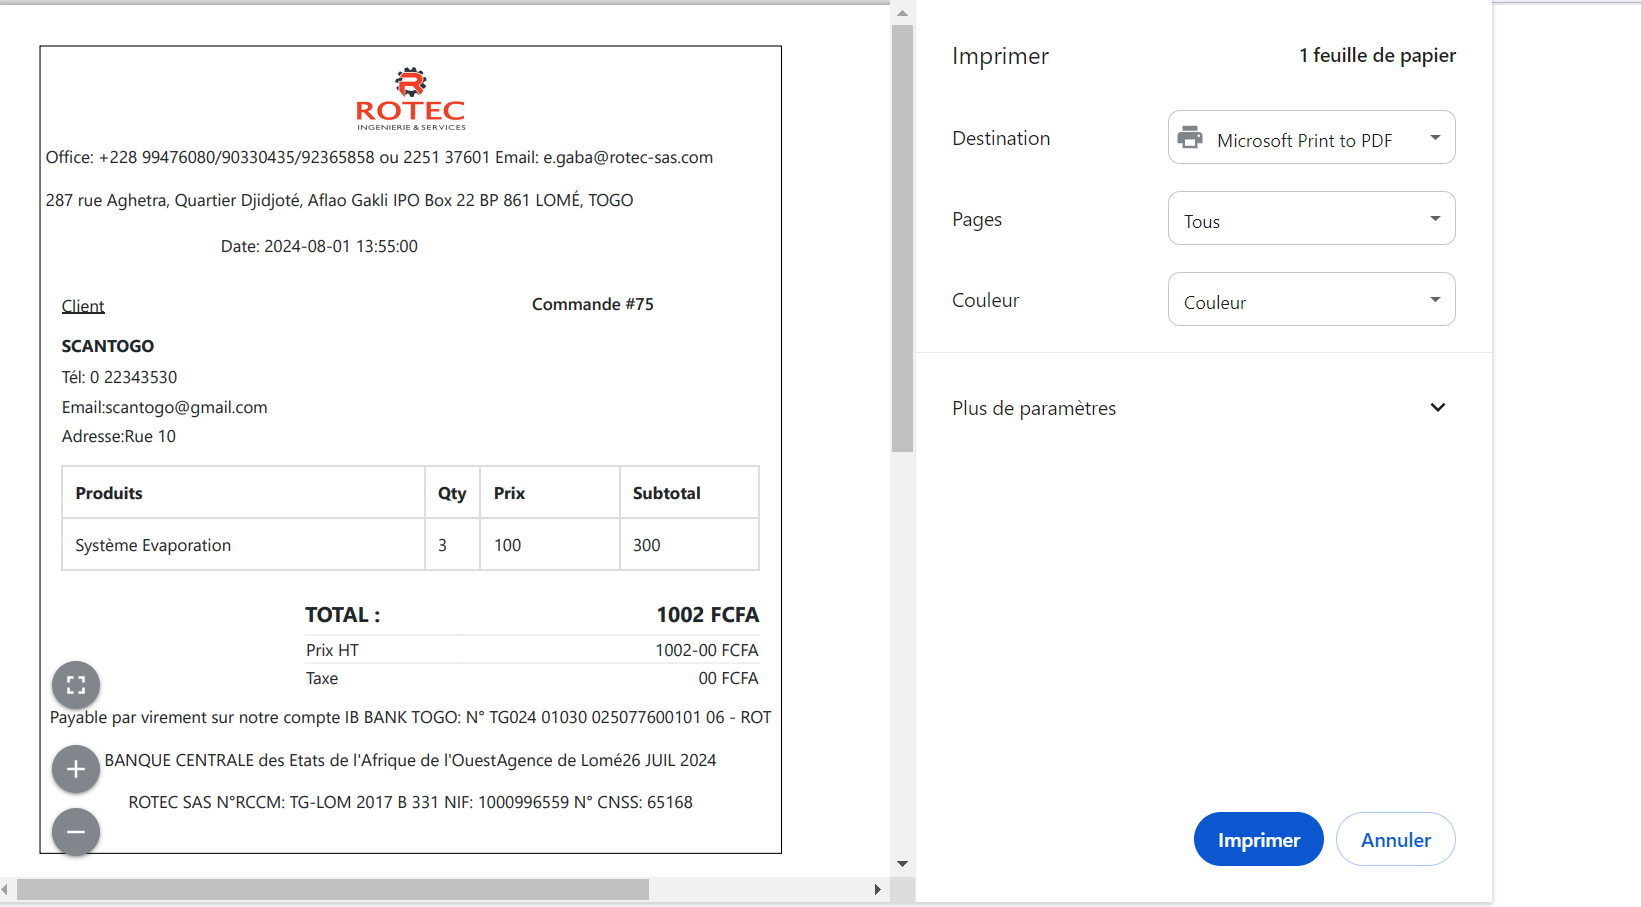 ROTEC
INGENIERIE & SERVICES
Office: +228 99476080/90330435/92365858 ou 2251 37601 Email: e.gaba@rotec-sas.com
287 rue Aghetra, Quartier Djidjoté, Aflao Gakli IPO Box 22 BP 861 LOMÉ, TOGO
Date: 2024-08-01 13:55:00
Client
Commande #75
SCANTOGO
Tél: 0 22343530
Email:scantogo@gmail.com
Adresse:Rue 10
Produits Qty Prix Subtotal
Système Evaporation 3 100 300
TOTAL : 1002 FCFA
Prix HT 1002-00 FCFA
Taxe 00 FCFA
Payable par virement sur notre compte IB BANK TOGO: N° TG024 01030 025077600101 06 - ROT
BANQUE CENTRALE des Etats de l'Afrique de l'OuestAgence de Lomé26 JUIL 2024
ROTEC SAS N°RCCM: TG-LOM 2017 B 331 NIF: 1000996559 N° CNSS: 65168
Imprimer
1 feuille de papier
Destination
Microsoft Print to PDF
Pages
Tous
Couleur
Couleur
Plus de paramètres
Imprimer
Annuler